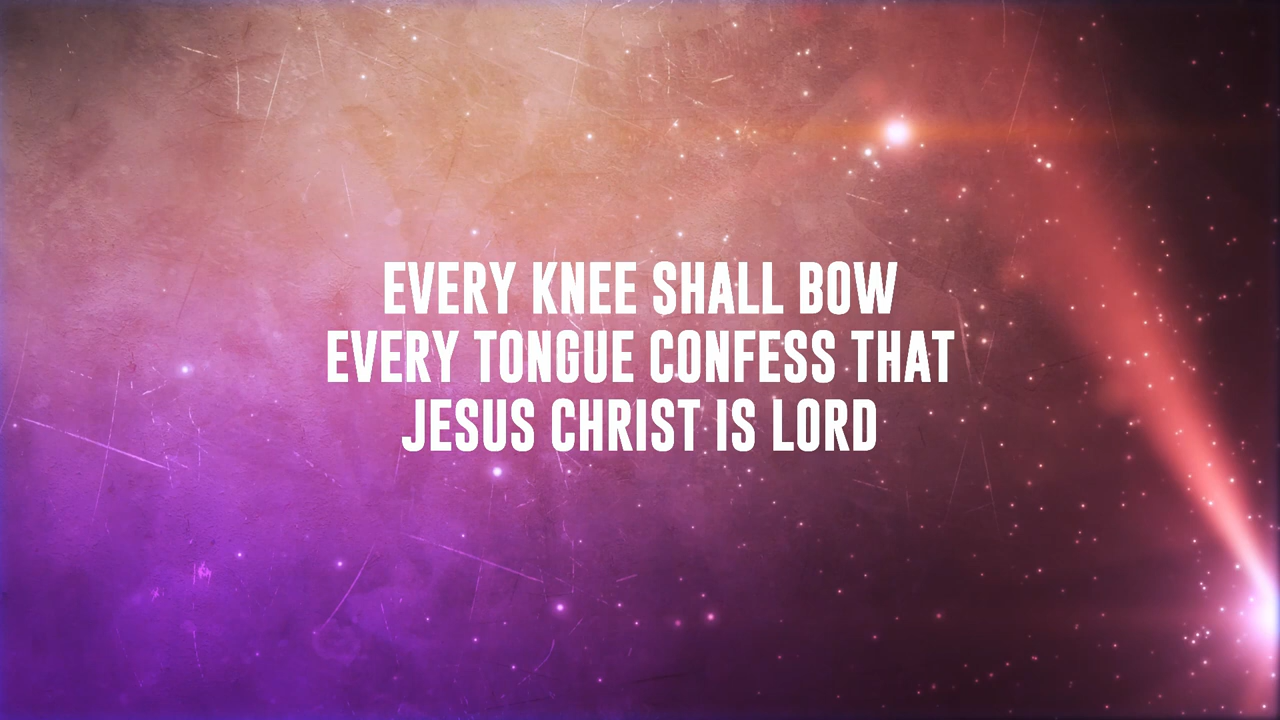 EVERY KNEE SHALL BOW
EVERY TONGUE CONFESS THAT
JESUS CHRIST IS LORD